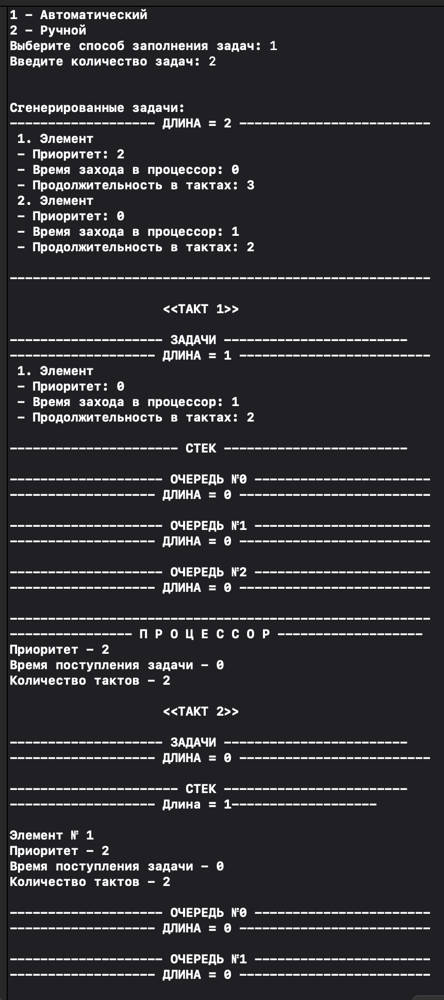 1 - Автоматический
2 - Ручной
Выберите способ заполнения задач: 1
Введите количество задач: 2
Сгенерированные задачи:
------------------- ДЛИНА = 2 -------------------------
1. Элемент
- Приоритет: 2
- Время захода в процессор: 0
- Продолжительность в тактах: 3
2. Элемент
- Приоритет: 0
- Время захода в процессор: 1
- Продолжительность в тактах: 2
-------------------------------------------------------
<<ТАКТ 1>>
-------------------- ЗАДАЧИ ------------------------
------------------- ДЛИНА = 1 -------------------------
1. Элемент
- Приоритет: 0
- Время захода в процессор: 1
- Продолжительность в тактах: 2
---------------------- СТЕК ------------------------
-------------------- ОЧЕРЕДЬ №0 -----------------------
------------------- ДЛИНА = 0 -------------------------
-------------------- ОЧЕРЕДЬ №1 -----------------------
------------------- ДЛИНА = 0 -------------------------
-------------------- ОЧЕРЕДЬ №2 -----------------------
------------------- ДЛИНА = 0 -------------------------
-------------------------------------------------------
---------------- П Р О Ц Е С С О Р -------------------
Приоритет - 2
Время поступления задачи - 0
Количество тактов - 2
<<ТАКТ 2>>
-------------------- ЗАДАЧИ ------------------------
------------------- ДЛИНА = 0 -------------------------
---------------------- СТЕК ------------------------
------------------- Длина = 1-------------------
Элемент № 1
Приоритет - 2
Время поступления задачи - 0
Количество тактов - 2
-------------------- ОЧЕРЕДЬ №0 -----------------------
------------------- ДЛИНА = 0 -------------------------
-------------------- ОЧЕРЕДЬ №1 -----------------------
------------------- ДЛИНА = 0 -------------------------